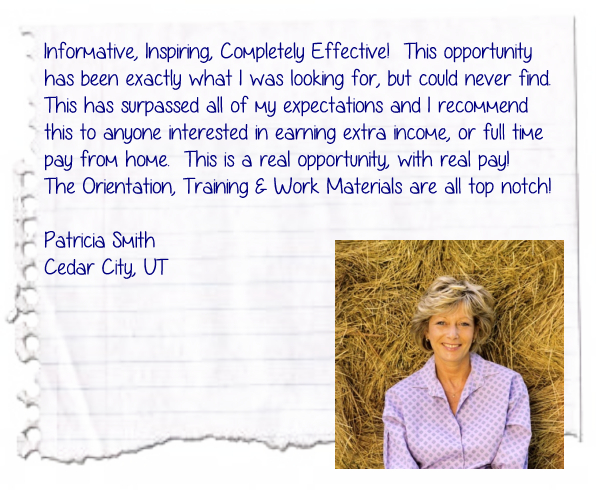 Informative, Inspiring, Completely Effective!  This opportunity
has been exactly what I was looking for, but could never find.
This has surpassed all of my expectations and I recommend
this to anyone interested in earning extra income, or full time
pay from home.  This is a real opportunity, with real pay!
The Orientation, Training & Work Materials are all top notch!
Patricia Smith
Cedar City, UT